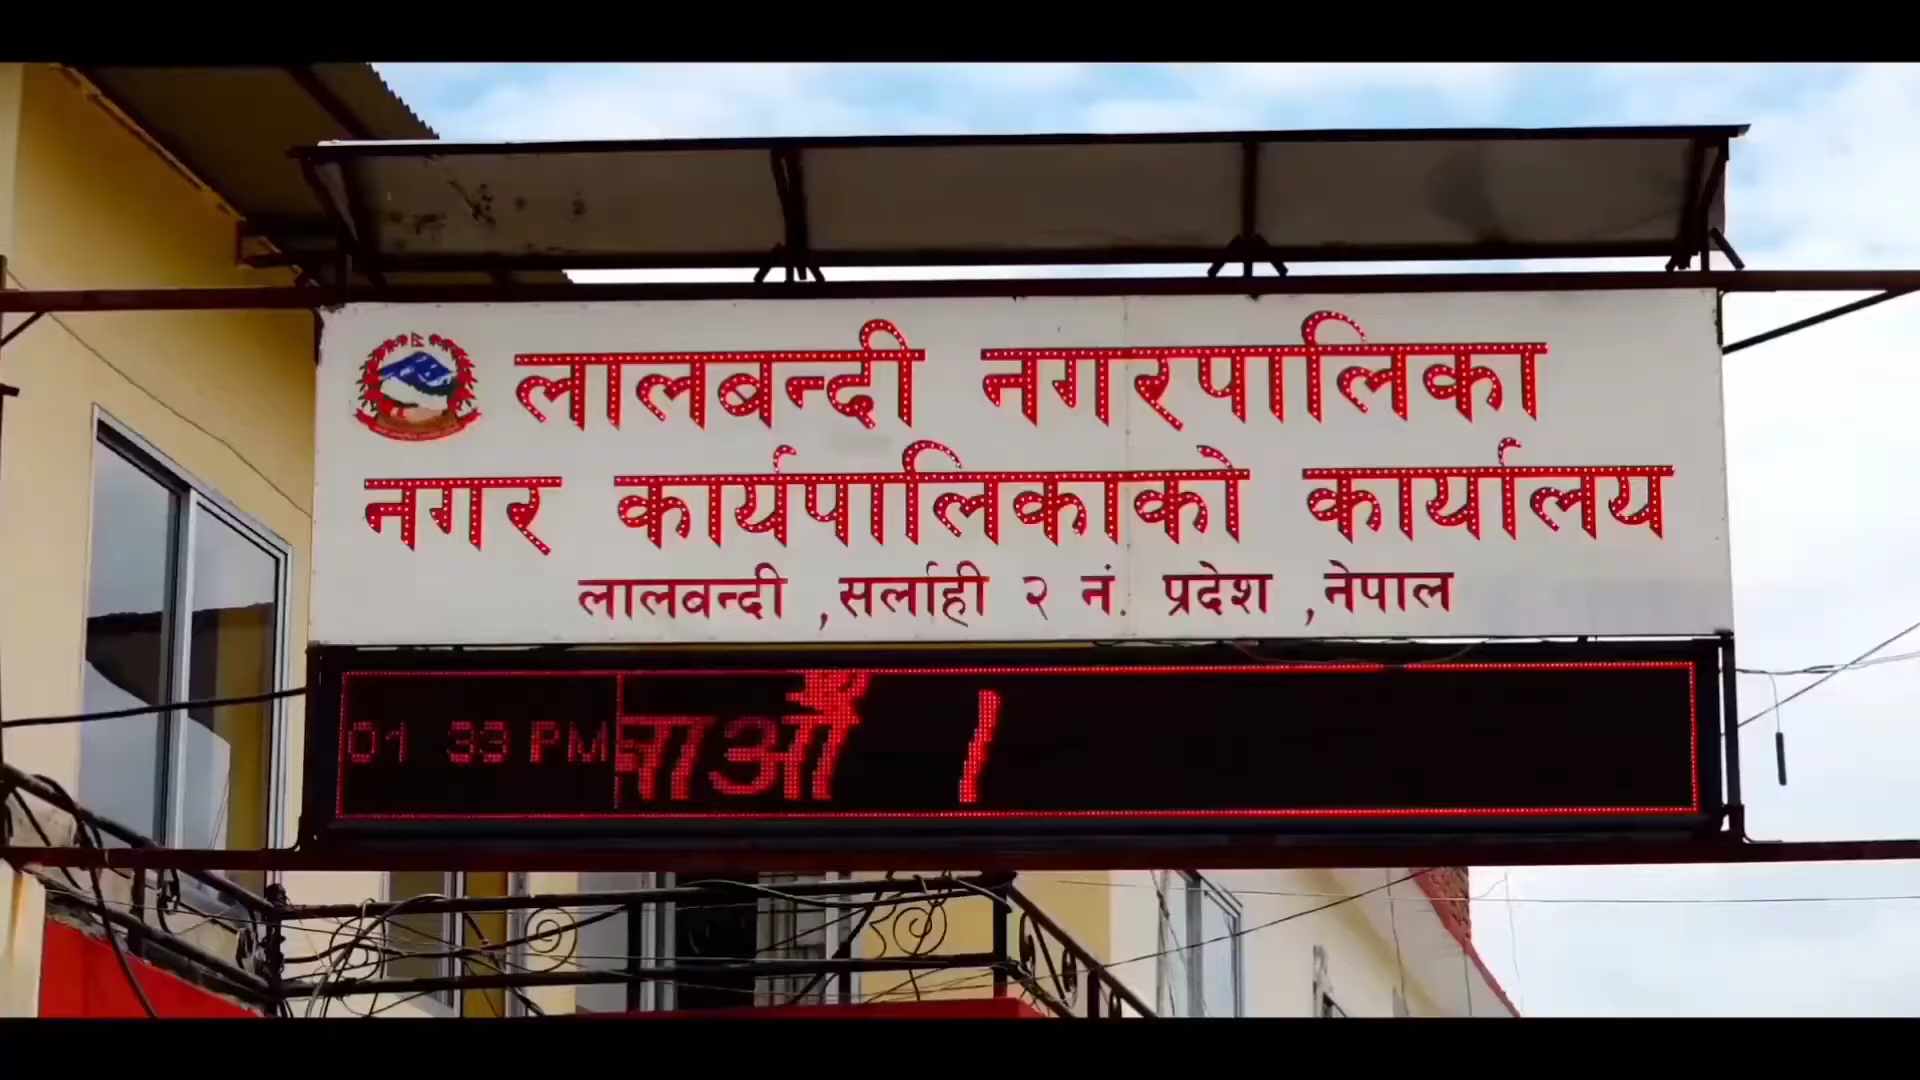 लालबन्दी नगरपालिका
नगर कार्यपालिकाको कार्यालय
लालवन्दी ,सर्लाही २ नं. प्रदेश ,नेपाल
01 33 PM